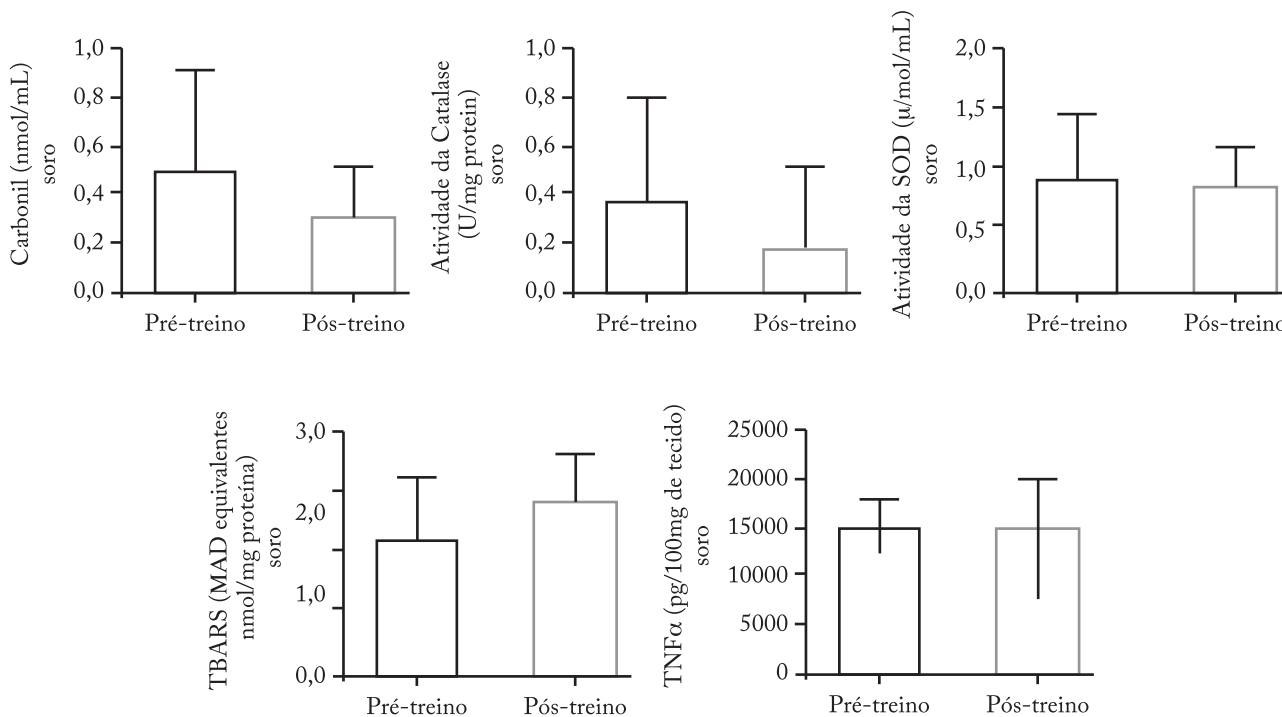 Carbonil (nmol/mL)
soro
1,0
0,8
0,6
0,4
0,2
0,0
Pré-treino
Pós-treino
Atividade da Catalase
(U/mg protein)
soro
1,0
0,8
0,6
0,4
0,2
0,0
Pré-treino
Pós-treino
Atividade da SOD (µ/mol/mL)
soro
2,0
1,5
1,0
0,5
0,0
Pré-treino
Pós-treino
TBARS (MAD equivalentes
nmol/mg proteína)
soro
3,0
2,0
1,0
0,0
Pré-treino
Pós-treino
TNFα (pg/100mg de tecido)
soro
25000
20000
15000
10000
5000
0
Pré-treino
Pós-treino